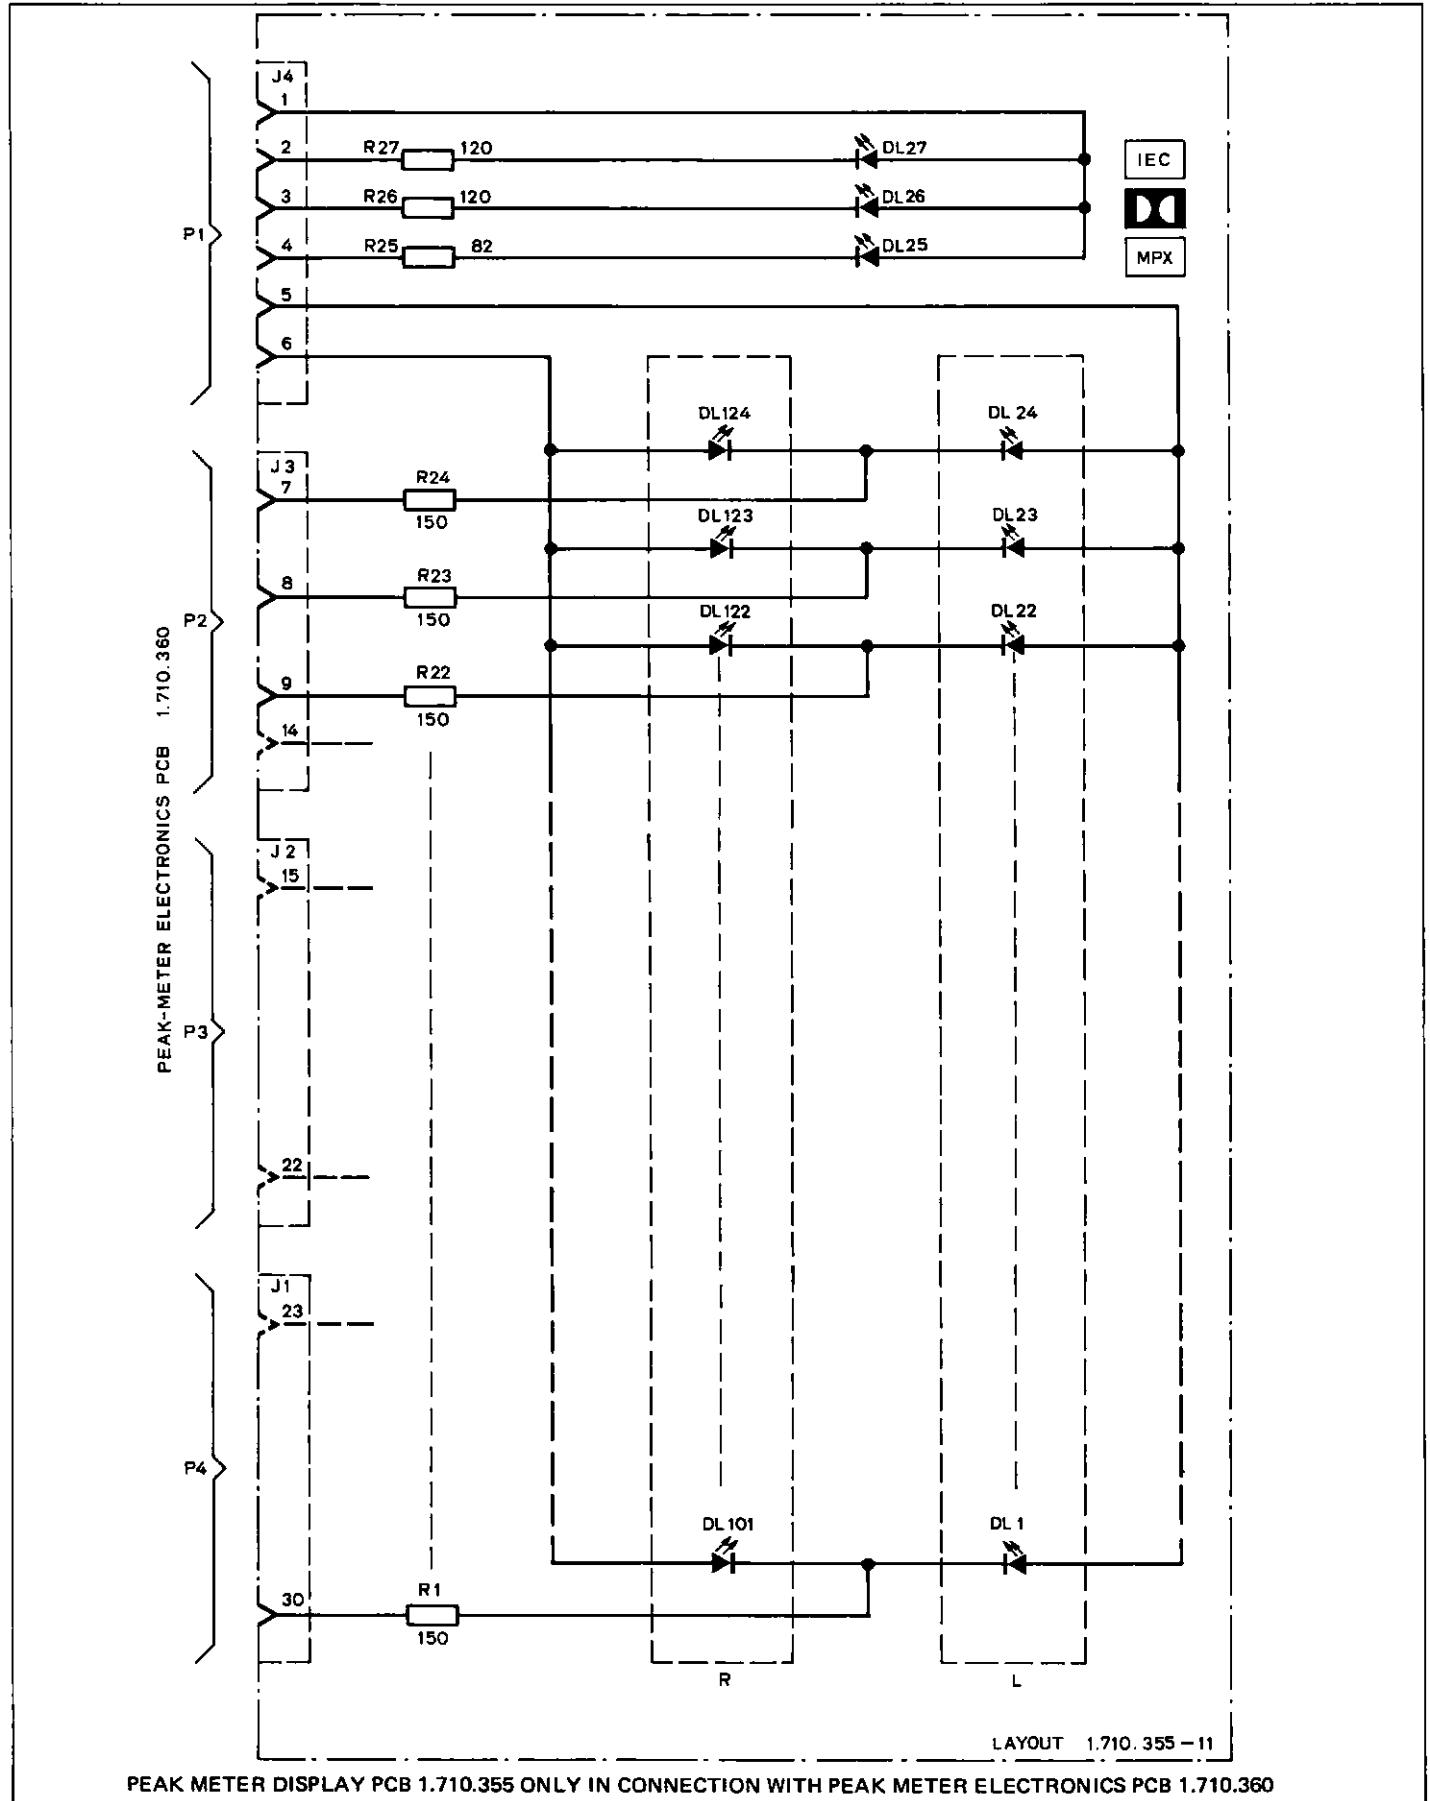 J4
1
2 R27 120 DL27 IEC
3 R26 120 DL26
P1
4 R25 82 DL25 MPX
5
6
DL124 DL 24
J3
7 R24
150
DL123 DL23
8 R23
150
P2
DL122 DL22
9 R22
150
14
PEAK-METER ELECTRONICS PCB 1.710.360
J2
15
P3
22
J1
23
P4
DL101 DL 1
30 R1
150
R L
LAYOUT 1.710.355-11
PEAK METER DISPLAY PCB 1.710.355 ONLY IN CONNECTION WITH PEAK METER ELECTRONICS PCB 1.710.360